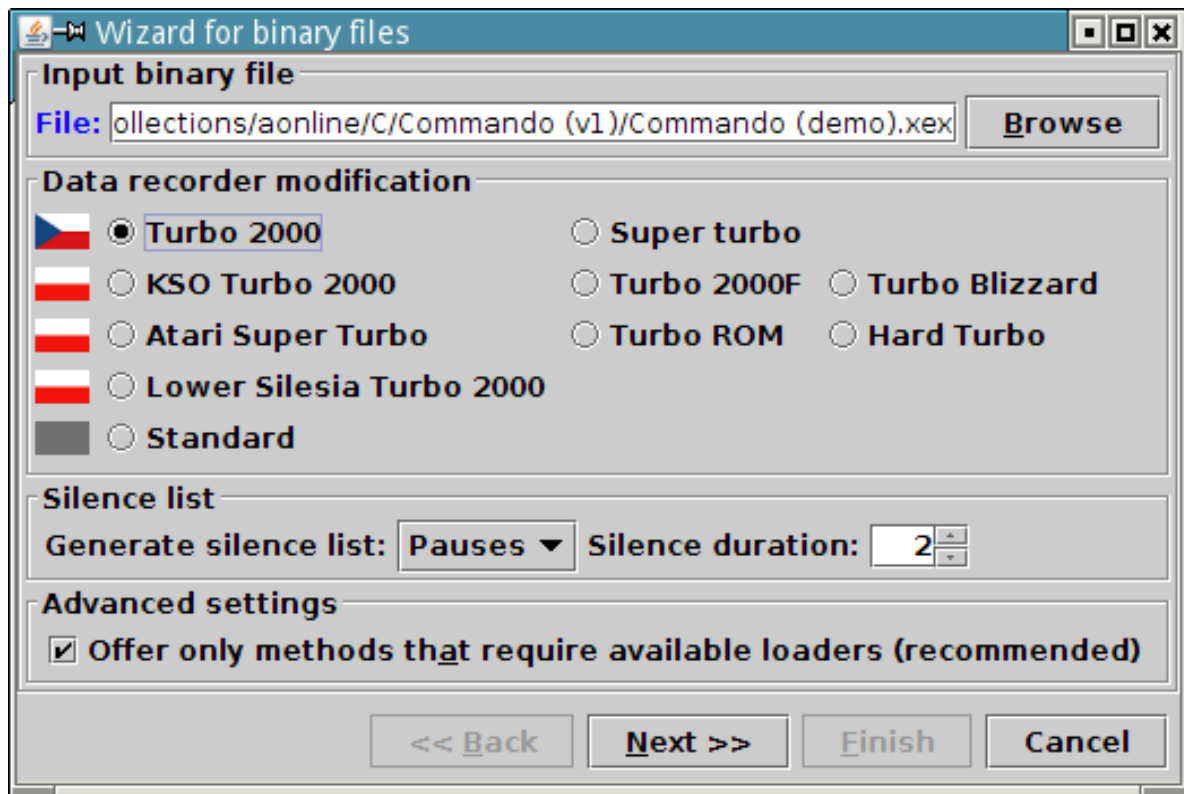 Wizard for binary files
Input binary file
File: ollections/aonline/C/Commando (v1)/Commando (demo).xex Browse
Data recorder modification
Turbo 2000 Super turbo
KSO Turbo 2000 Turbo 2000F Turbo Blizzard
Atari Super Turbo Turbo ROM Hard Turbo
Lower Silesia Turbo 2000
Standard
Silence list
Generate silence list: Pauses Silence duration: 2
Advanced settings
Offer only methods that require available loaders (recommended)
<< Back Next >> Finish Cancel